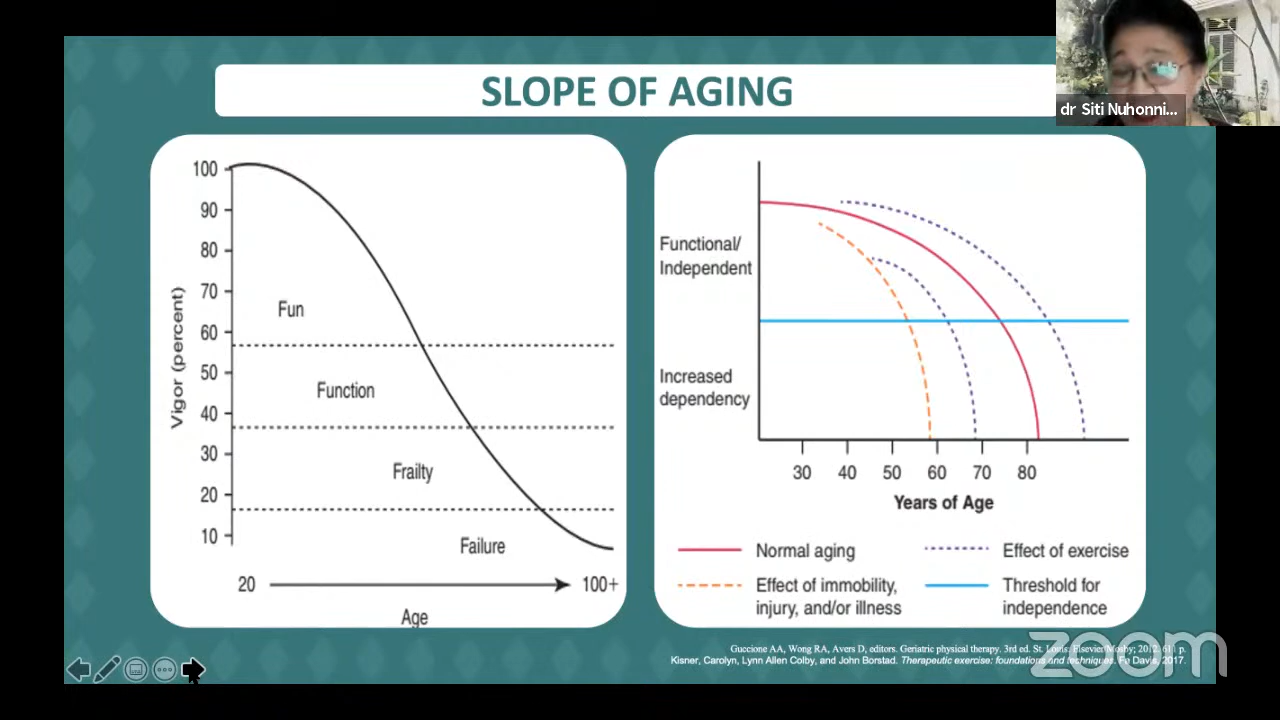 dr Siti Nuhonni...
SLOPE OF AGING
Vigor (percent)
100
90
80
70
60
50
40
30
20
10
Fun
Function
Frailty
Failure
20
100+
Age
Functional/
Independent
Increased
dependency
30 40 50 60 70 80
Years of Age
Normal aging
Effect of exercise
Effect of immobility,
injury, and/or illness
Threshold for
independence
Guccione AA, Wong RA, Avers D, editors. Geriatric physical therapy. 3rd ed. St. Louis: Elsevier/Mosby; 2012. p.
Kisner, Carolyn, Lynn Allen Colby, and John Borstad. Therapeutic exercise: foundations and techniques. Fa Davis, 2017.
zoom